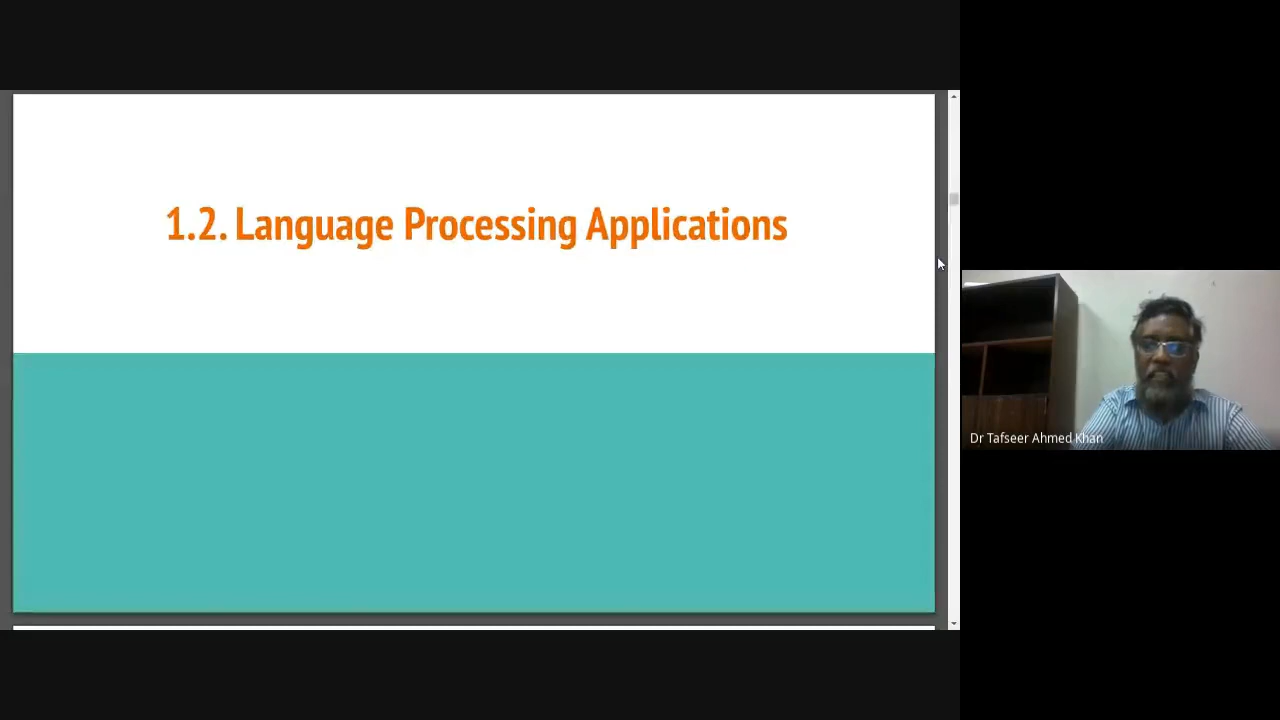 1.2. Language Processing Applications
Dr Tafseer Ahmed Khan